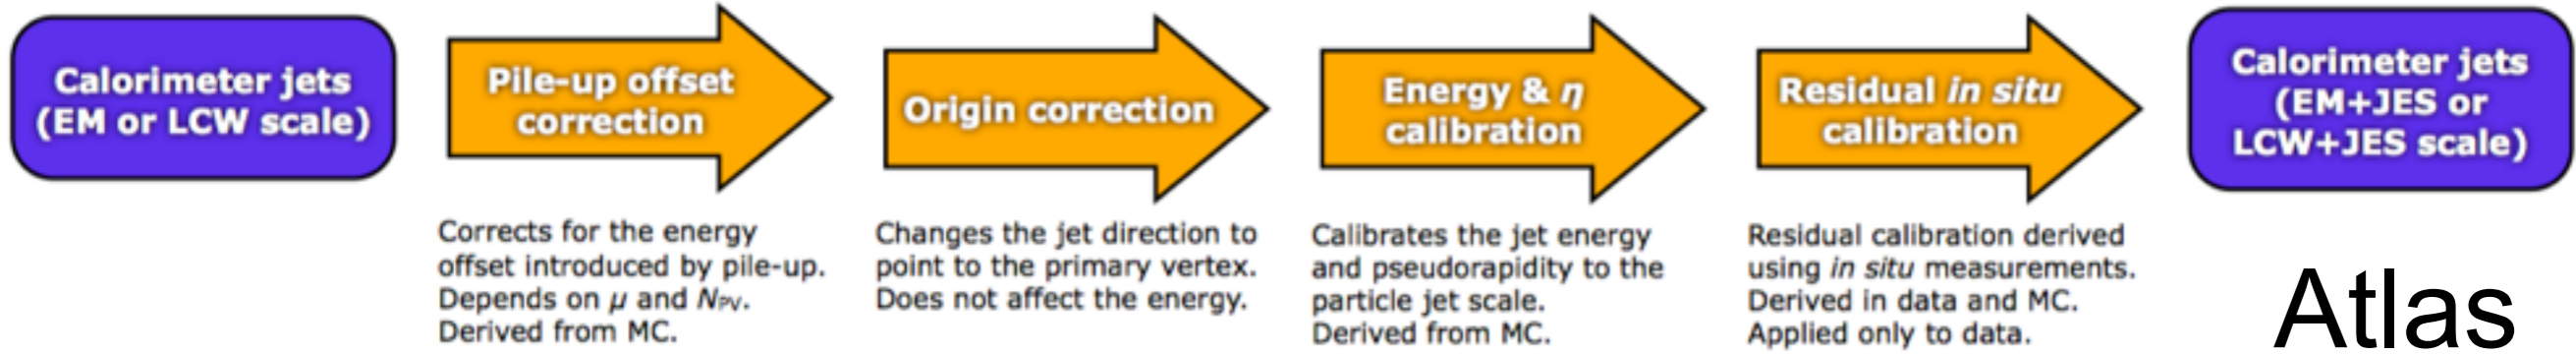 Calorimeter jets
(EM or LCW scale)
Pile-up offset
correction
Corrects for the energy
offset introduced by pile-up.
Depends on µ and NPV.
Derived from MC.
Origin correction
Changes the jet direction to
point to the primary vertex.
Does not affect the energy.
Energy & η
calibration
Calibrates the jet energy
and pseudorapidity to the
particle jet scale.
Derived from MC.
Residual in situ
calibration
Residual calibration derived
using in situ measurements.
Derived in data and MC.
Applied only to data.
Calorimeter jets
(EM+JES or
LCW+JES scale)
Atlas